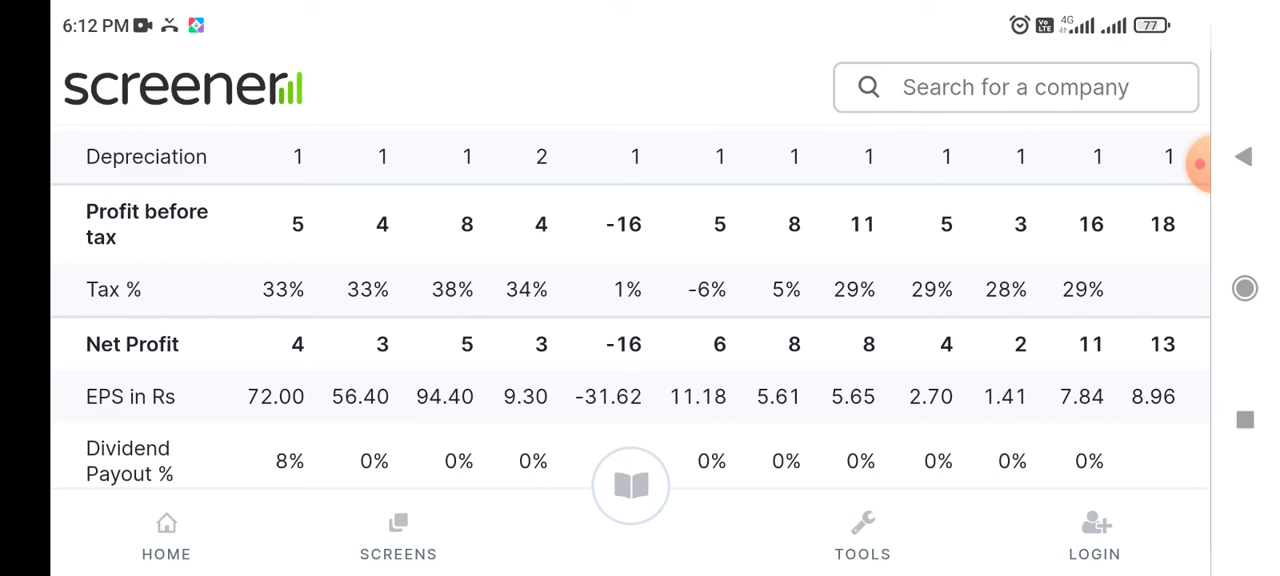 6:12 PM Vo LTE 4G 77
screener Search for a company
Depreciation 1 1 1 2 1 1 1 1 1 1 1 1
Profit before
tax 5 4 8 4 -16 5 8 11 5 3 16 18
Tax % 33% 33% 38% 34% 1% -6% 5% 29% 29% 28% 29%
Net Profit 4 3 5 3 -16 6 8 8 4 2 11 13
EPS in Rs 72.00 56.40 94.40 9.30 -31.62 11.18 5.61 5.65 2.70 1.41 7.84 8.96
Dividend
Payout % 8% 0% 0% 0% 0% 0% 0% 0% 0% 0%
HOME SCREENS TOOLS LOGIN